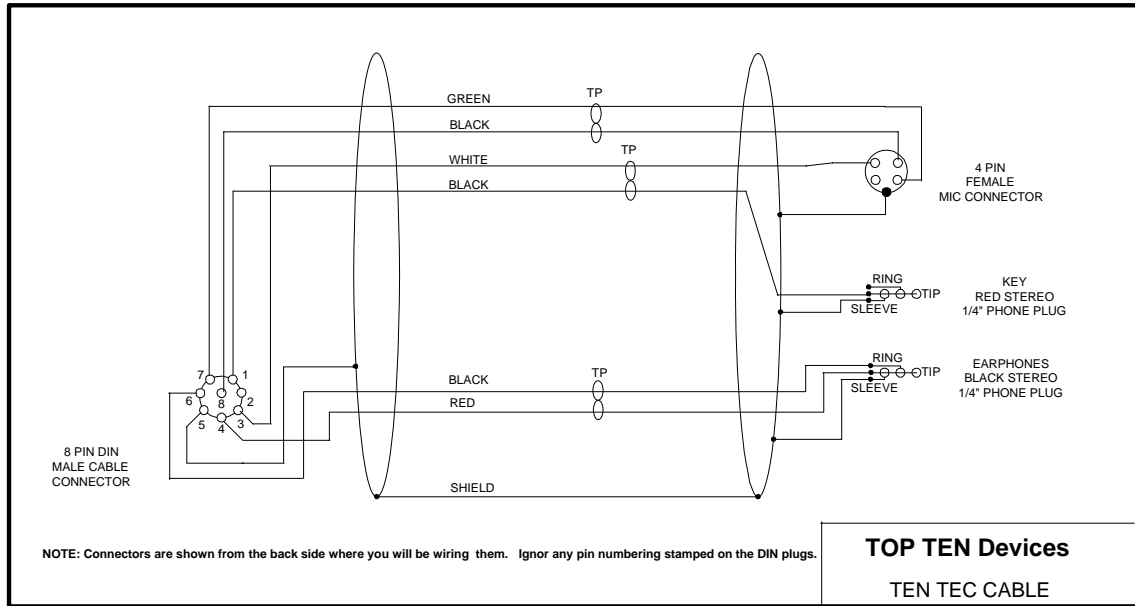 GREEN
TP
BLACK
TP
WHITE
BLACK
4 PIN
FEMALE
MIC CONNECTOR
RING
TIP
SLEEVE
KEY
RED STEREO
1/4" PHONE PLUG
RING
TIP
SLEEVE
EARPHONES
BLACK STEREO
1/4" PHONE PLUG
TP
BLACK
RED
7
1
6
8
2
5
4
3
8 PIN DIN
MALE CABLE
CONNECTOR
SHIELD
NOTE: Connectors are shown from the back side where you will be wiring them. Ignor any pin numbering stamped on the DIN plugs.
TOP TEN Devices
TEN TEC CABLE